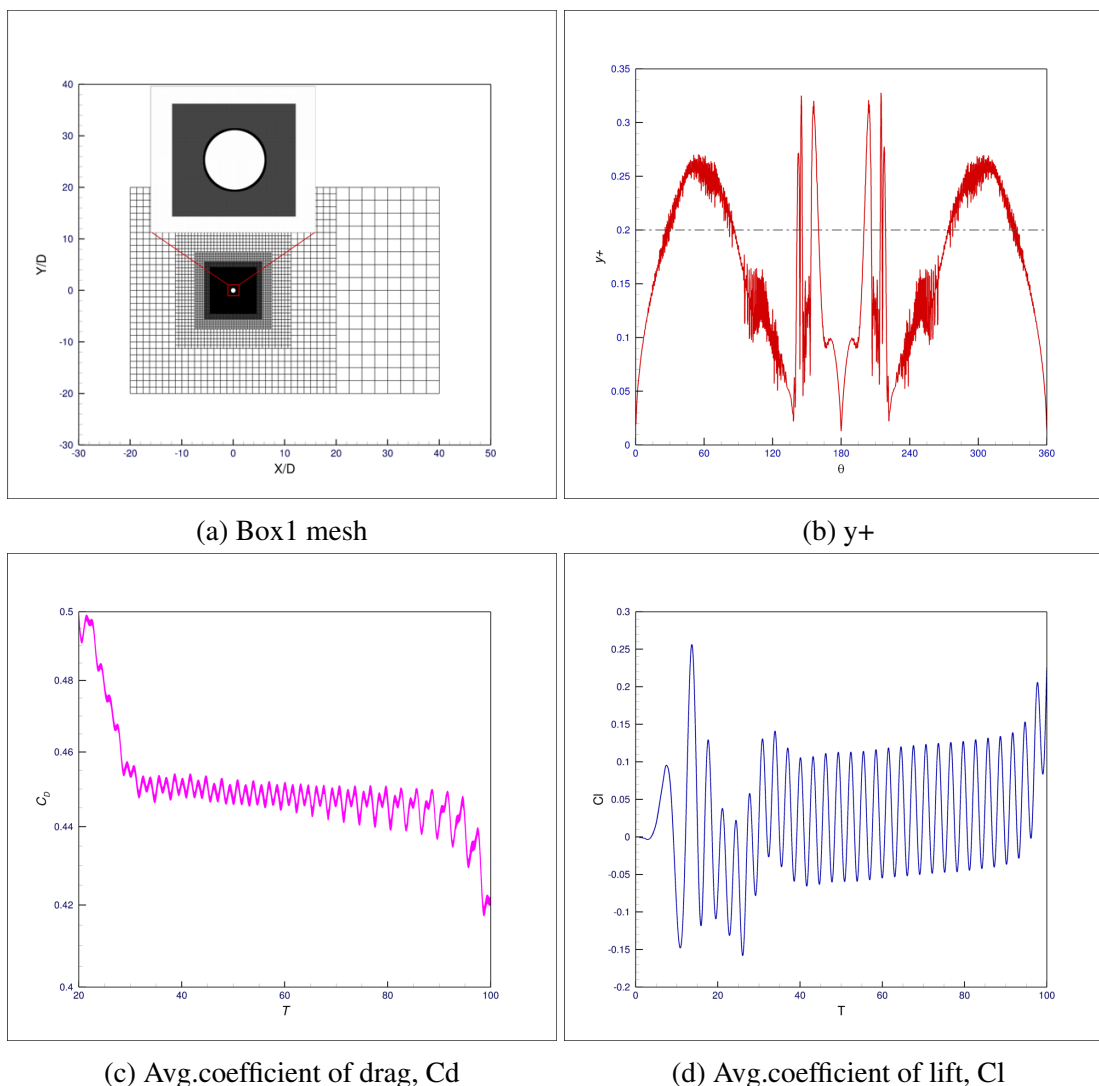 40
30
20
10
0
-10
-20
-30
Y/D
-30 -20 -10 0 10 20 30 40 50
X/D
(a) Box1 mesh
0.35
0.3
0.25
0.2
0.15
0.1
0.05
0
y+
0 60 120 180 240 300 360
θ
(b) y+
0.5
0.48
0.46
0.44
0.42
0.4
C_D
20 40 60 80 100
T
(c) Avg.coefficient of drag, Cd
0.3
0.25
0.2
0.15
0.1
0.05
0
-0.05
-0.1
-0.15
-0.2
Cl
0 20 40 60 80 100
T
(d) Avg.coefficient of lift, Cl